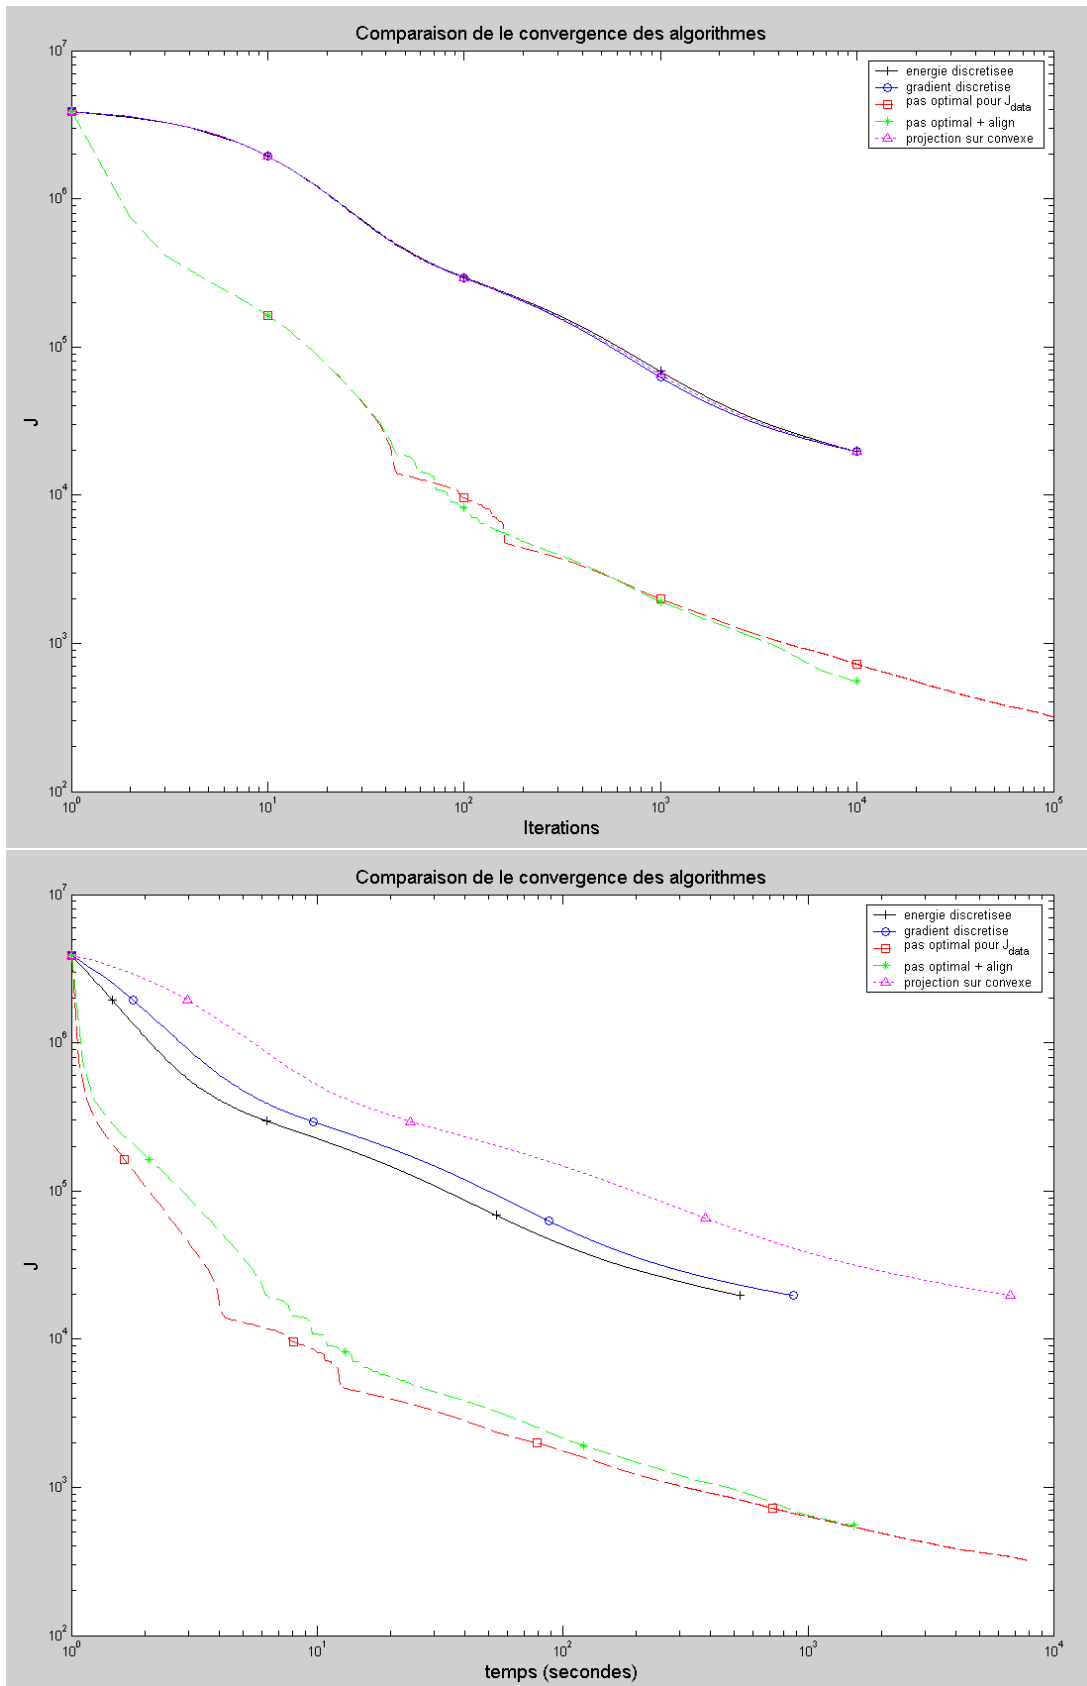 Comparaison de le convergence des algorithmes
10^7
10^6
10^5
10^4
10^3
10^2
J
energie discretisee
gradient discretise
pas optimal pour J_data
pas optimal + align
projection sur convexe
10^0 10^1 10^2 10^3 10^4 10^5
Iterations
Comparaison de le convergence des algorithmes
10^7
10^6
10^5
10^4
10^3
10^2
J
energie discretisee
gradient discretise
pas optimal pour J_data
pas optimal + align
projection sur convexe
10^0 10^1 10^2 10^3 10^4
temps (secondes)